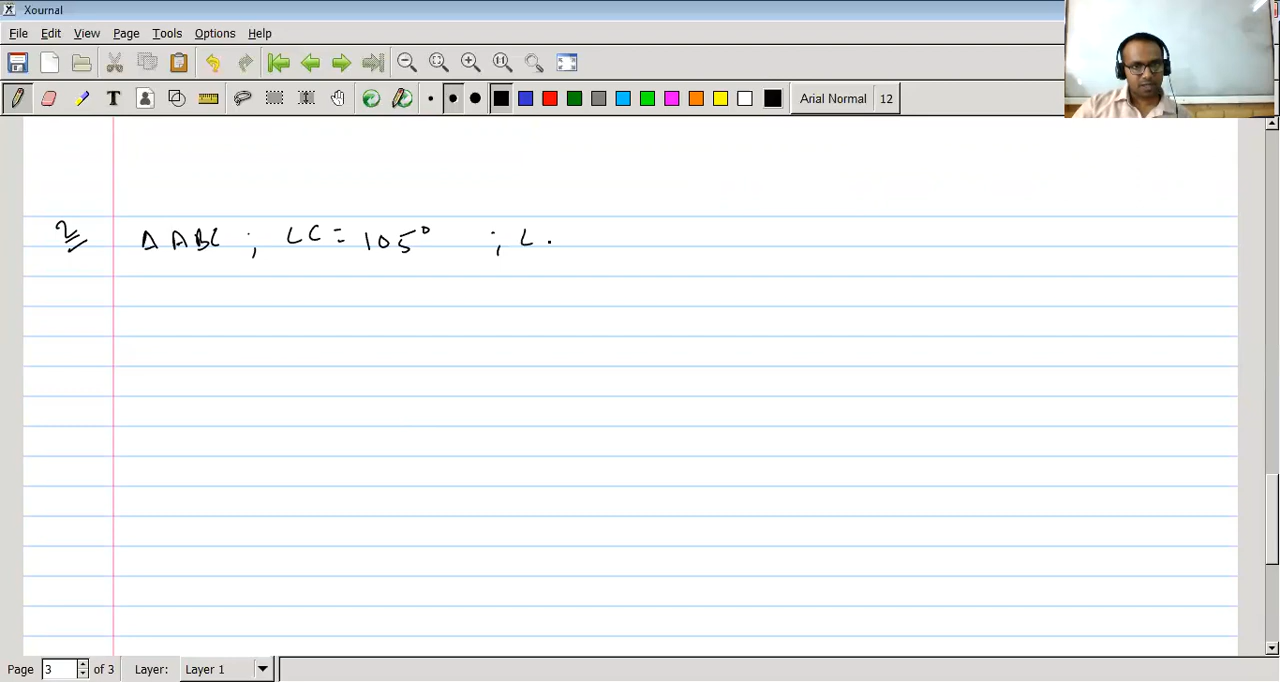 Xournal
File Edit View Page Tools Options Help
Arial Normal 12
2 Δ ABC ; ∠C = 105° ; ∠ .
Page 3 of 3 Layer: Layer 1